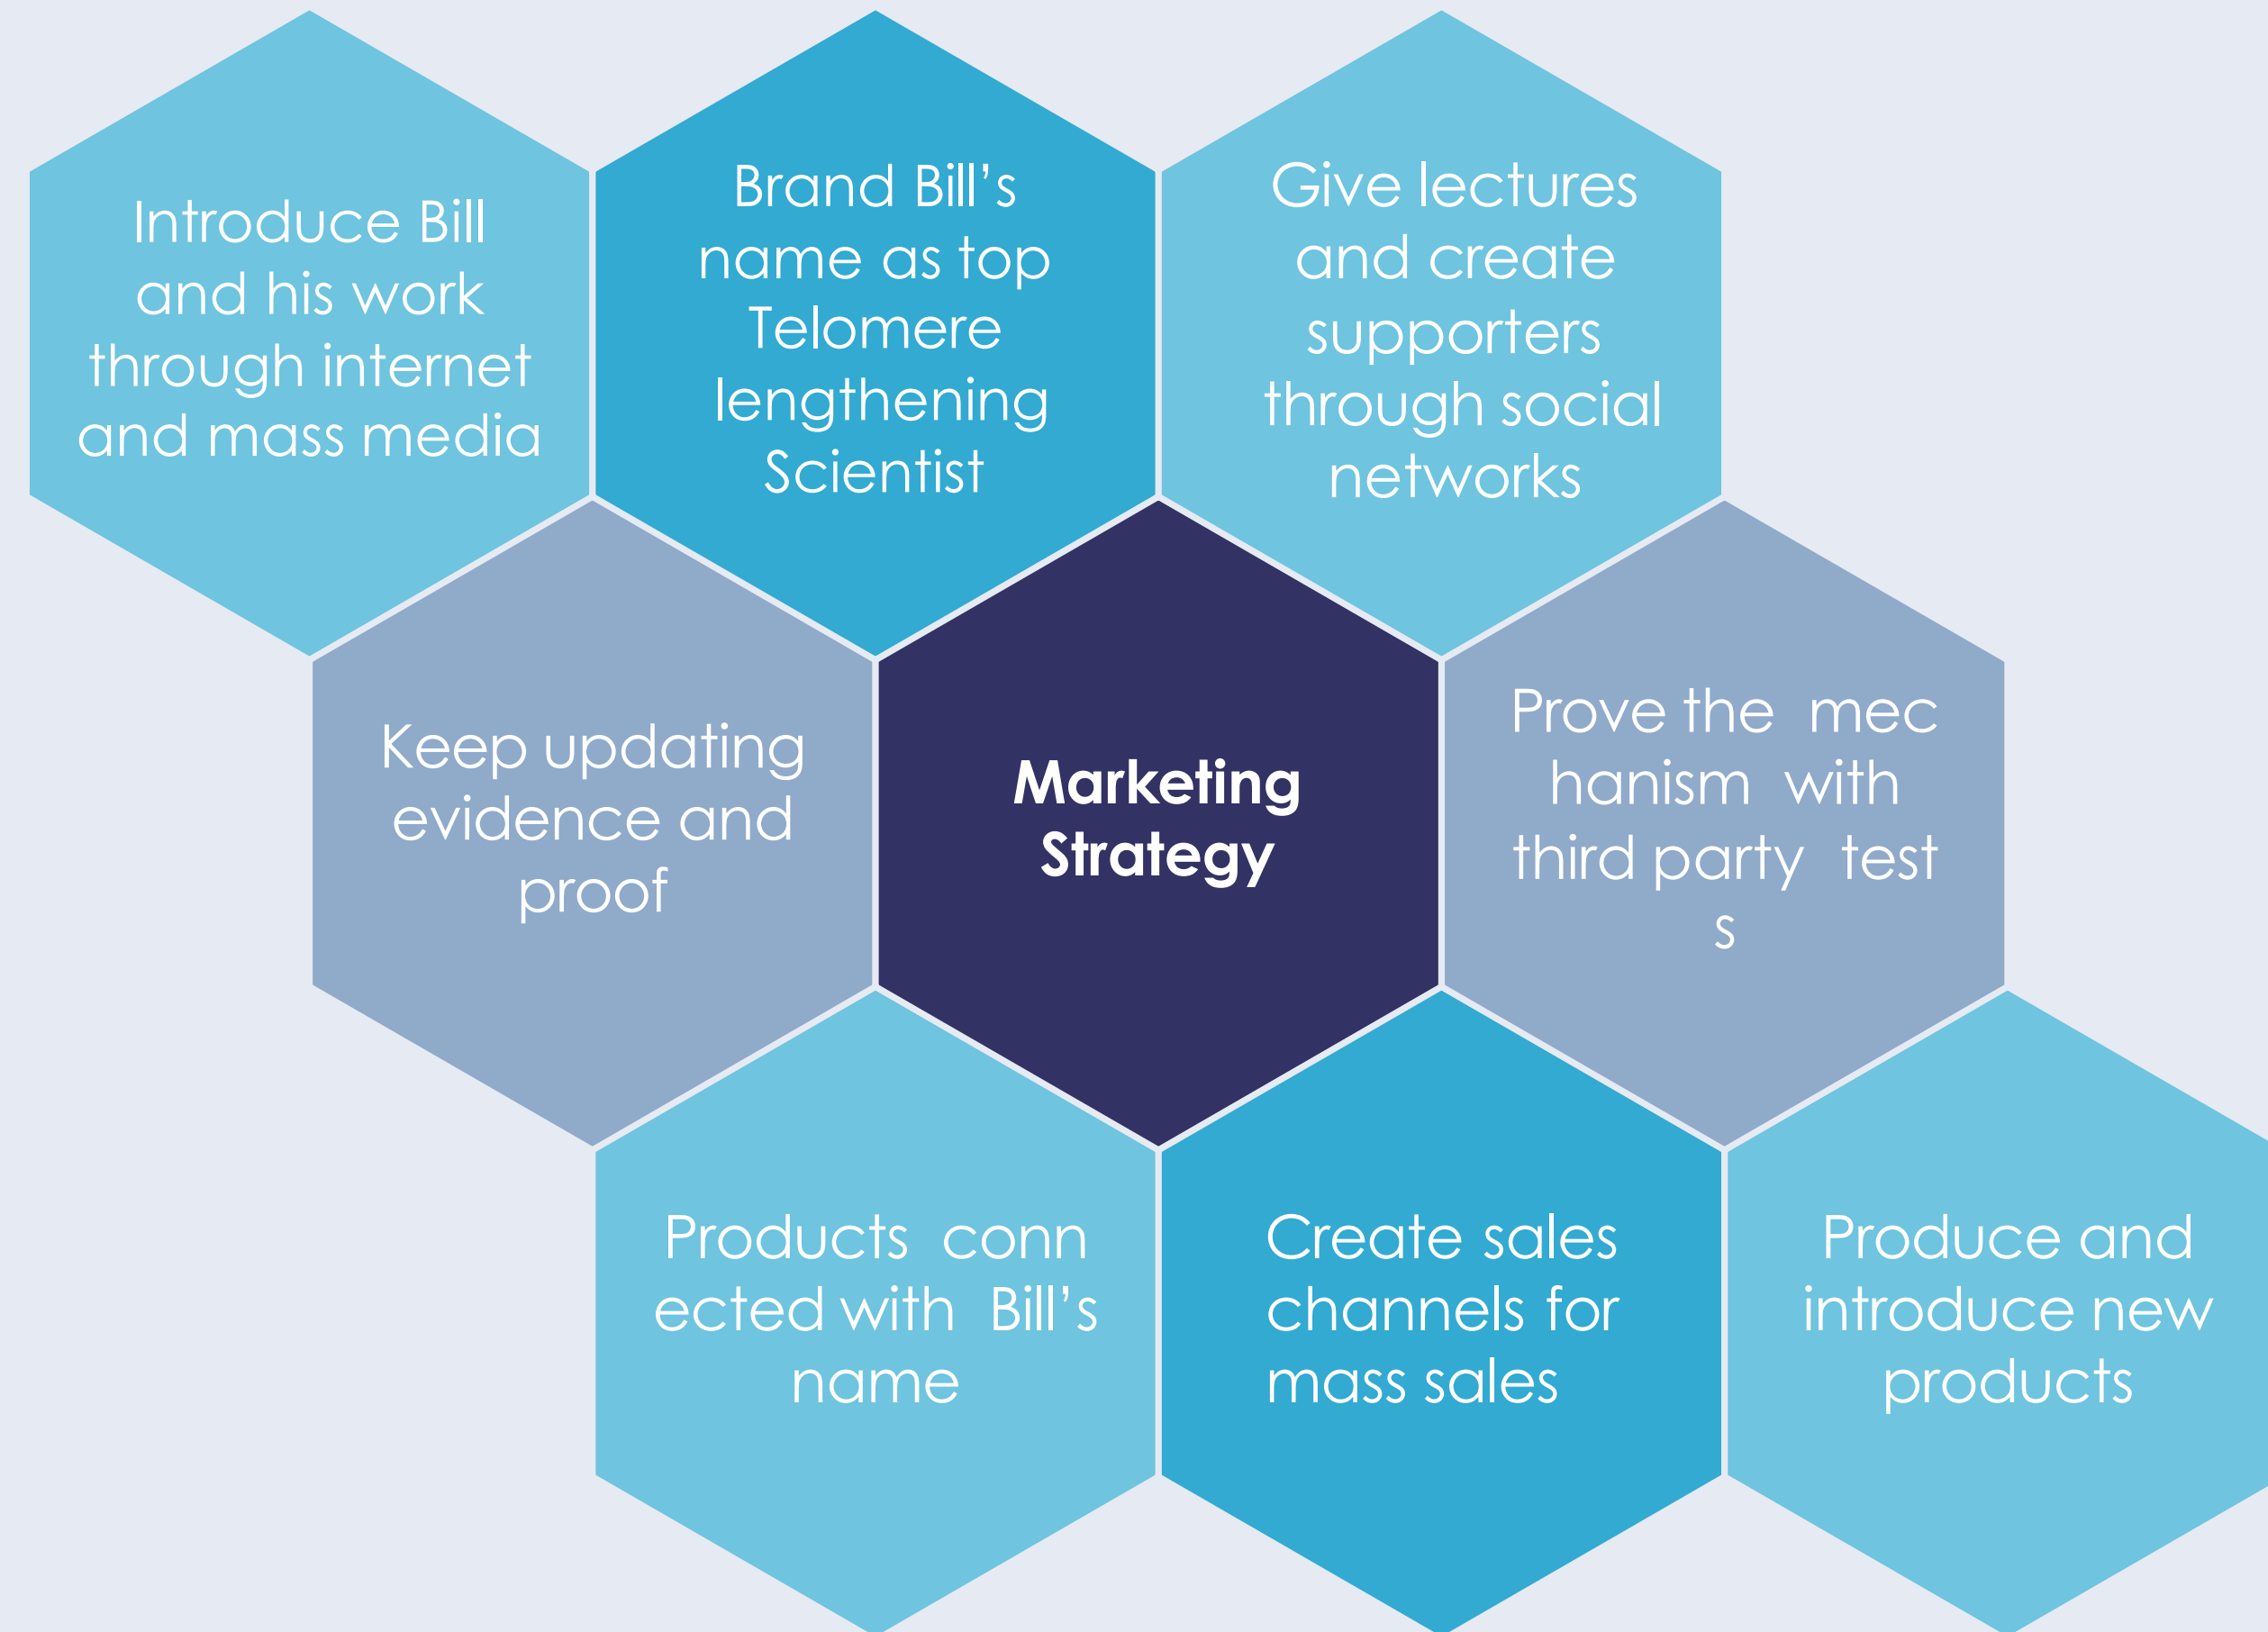 Introduce Bill
and his work
through internet
and mass media
Brand Bill's
name as top
Telomere
lengthening
Scientist
Give lectures
and create
supporters
through social
networks
Keep updating
evidence and
proof
Marketing
Strategy
Prove the mec
hanism with
third party test
s
Products conn
ected with Bill's
name
Create sales
channels for
mass sales
Produce and
introduce new
products